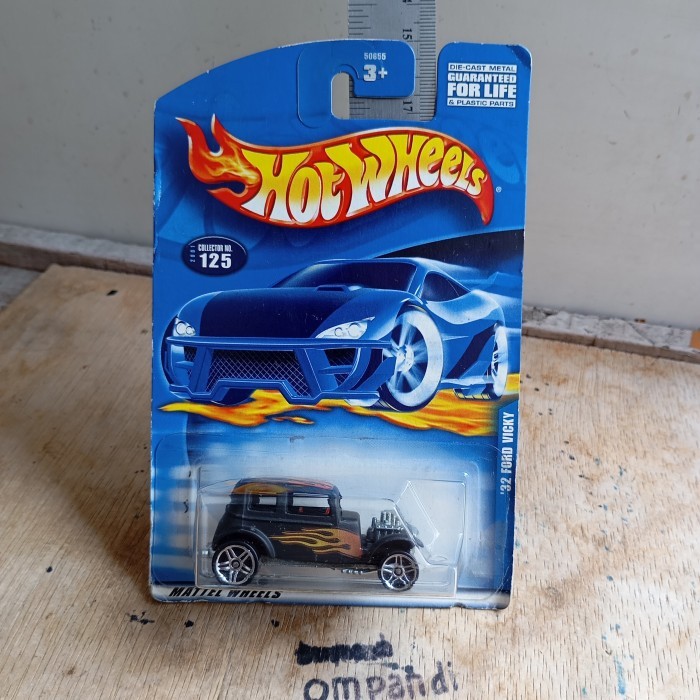 50655
3+
DIE-CAST METAL
GUARANTEED
FOR LIFE
& PLASTIC PARTS
HOT WHEELS®
2001
COLLECTOR NO.
125
'32 FORD VICKY
MATTEL WHEELS
ompandi